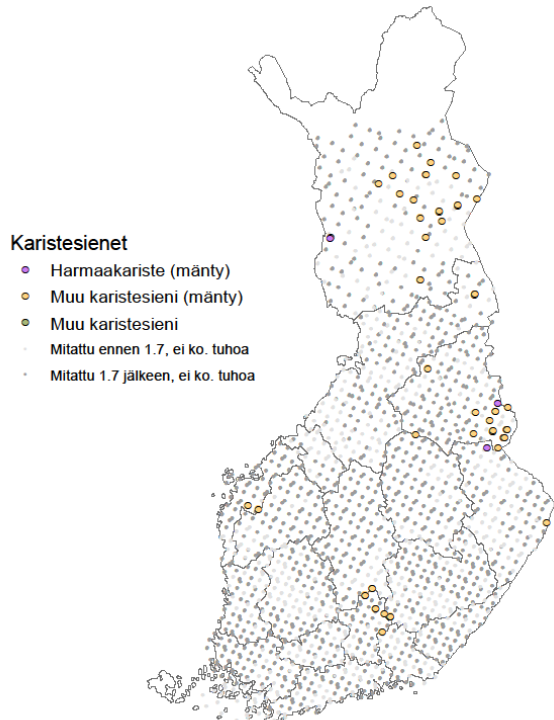 Karistesienet
Harmaakariste (mänty)
Muu karistesieni (mänty)
Muu karistesieni
Mitattu ennen 1.7, ei ko. tuhoa
Mitattu 1.7 jälkeen, ei ko. tuhoa